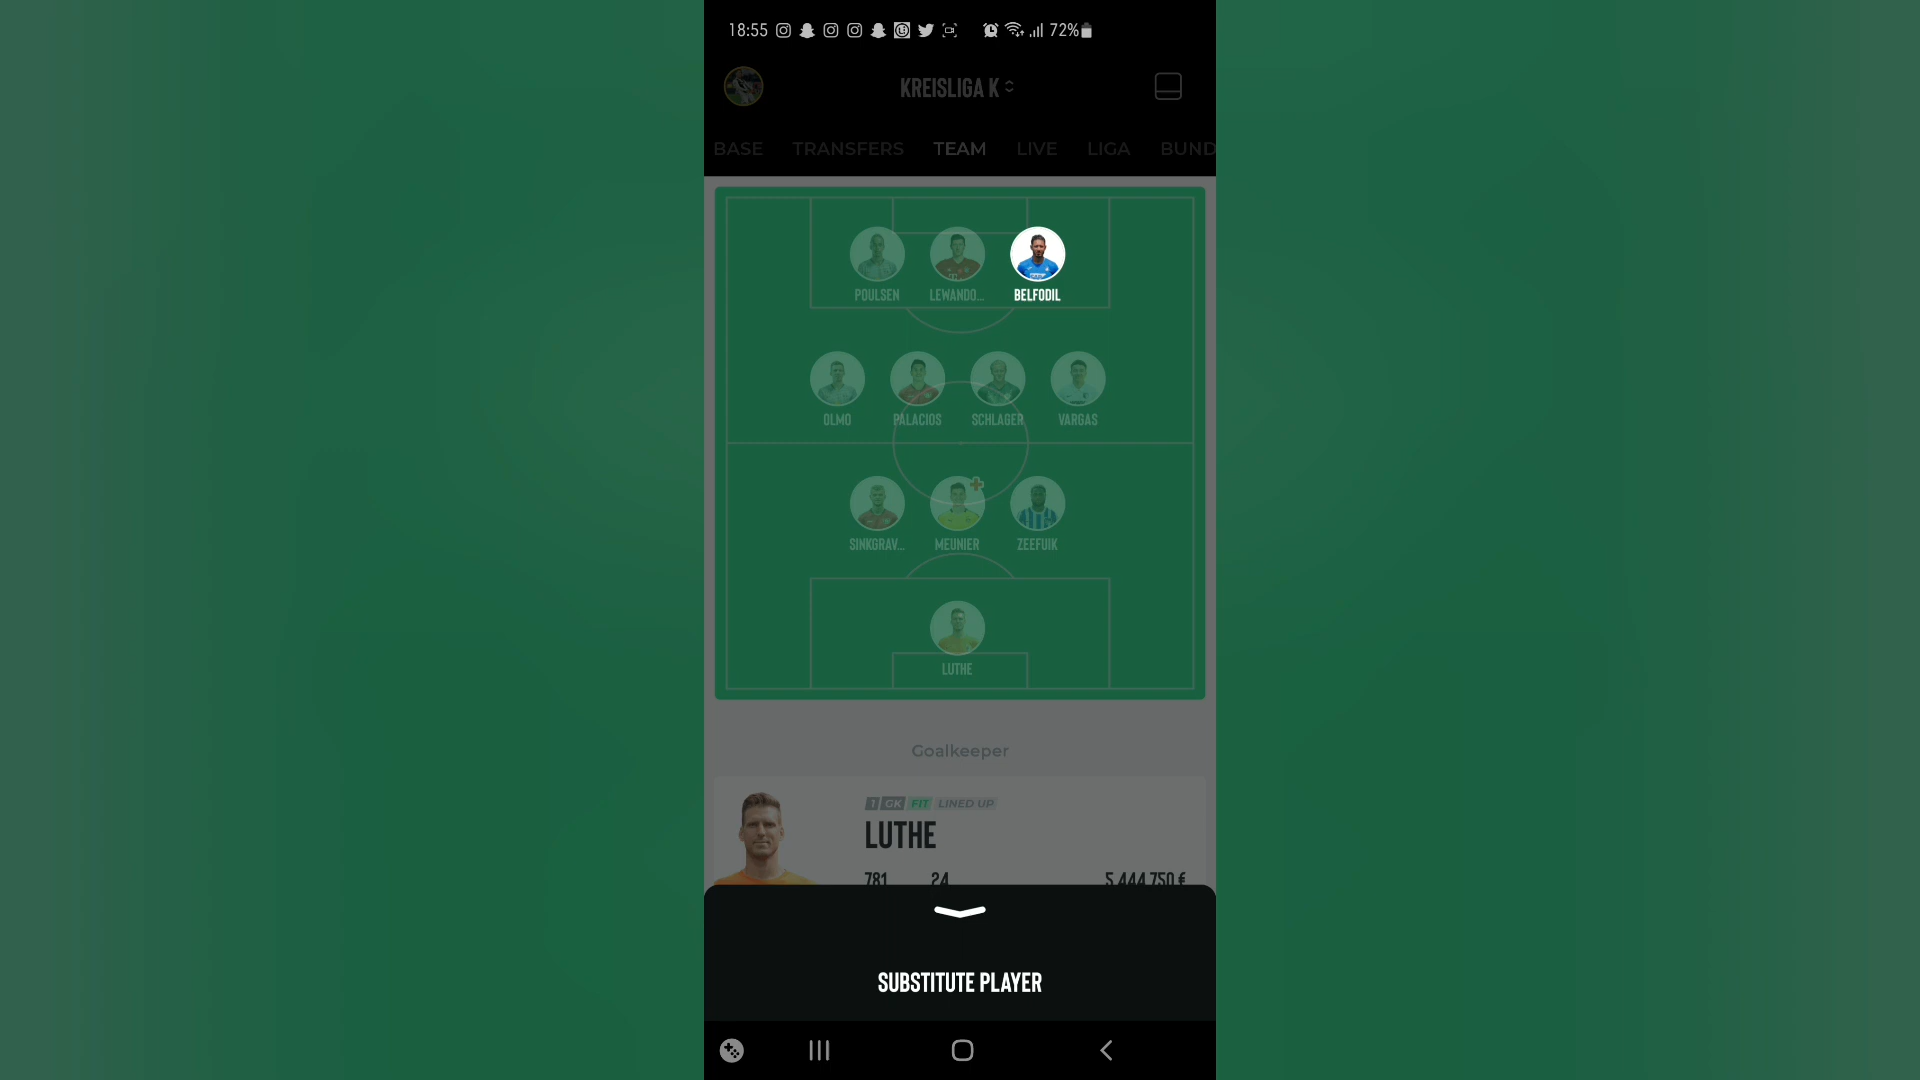 18:55 72%
KREISLIGA K
BASE TRANSFERS TEAM LIVE LIGA BUND
POULSEN LEWANDO... BELFODIL
OLMO PALACIOS SCHLAGER VARGAS
SINKGRAV... MEUNIER ZEEFUIK
LUTHE
Goalkeeper
1 GK FIT LINED UP
LUTHE
781 24 5.444.750 €
SUBSTITUTE PLAYER